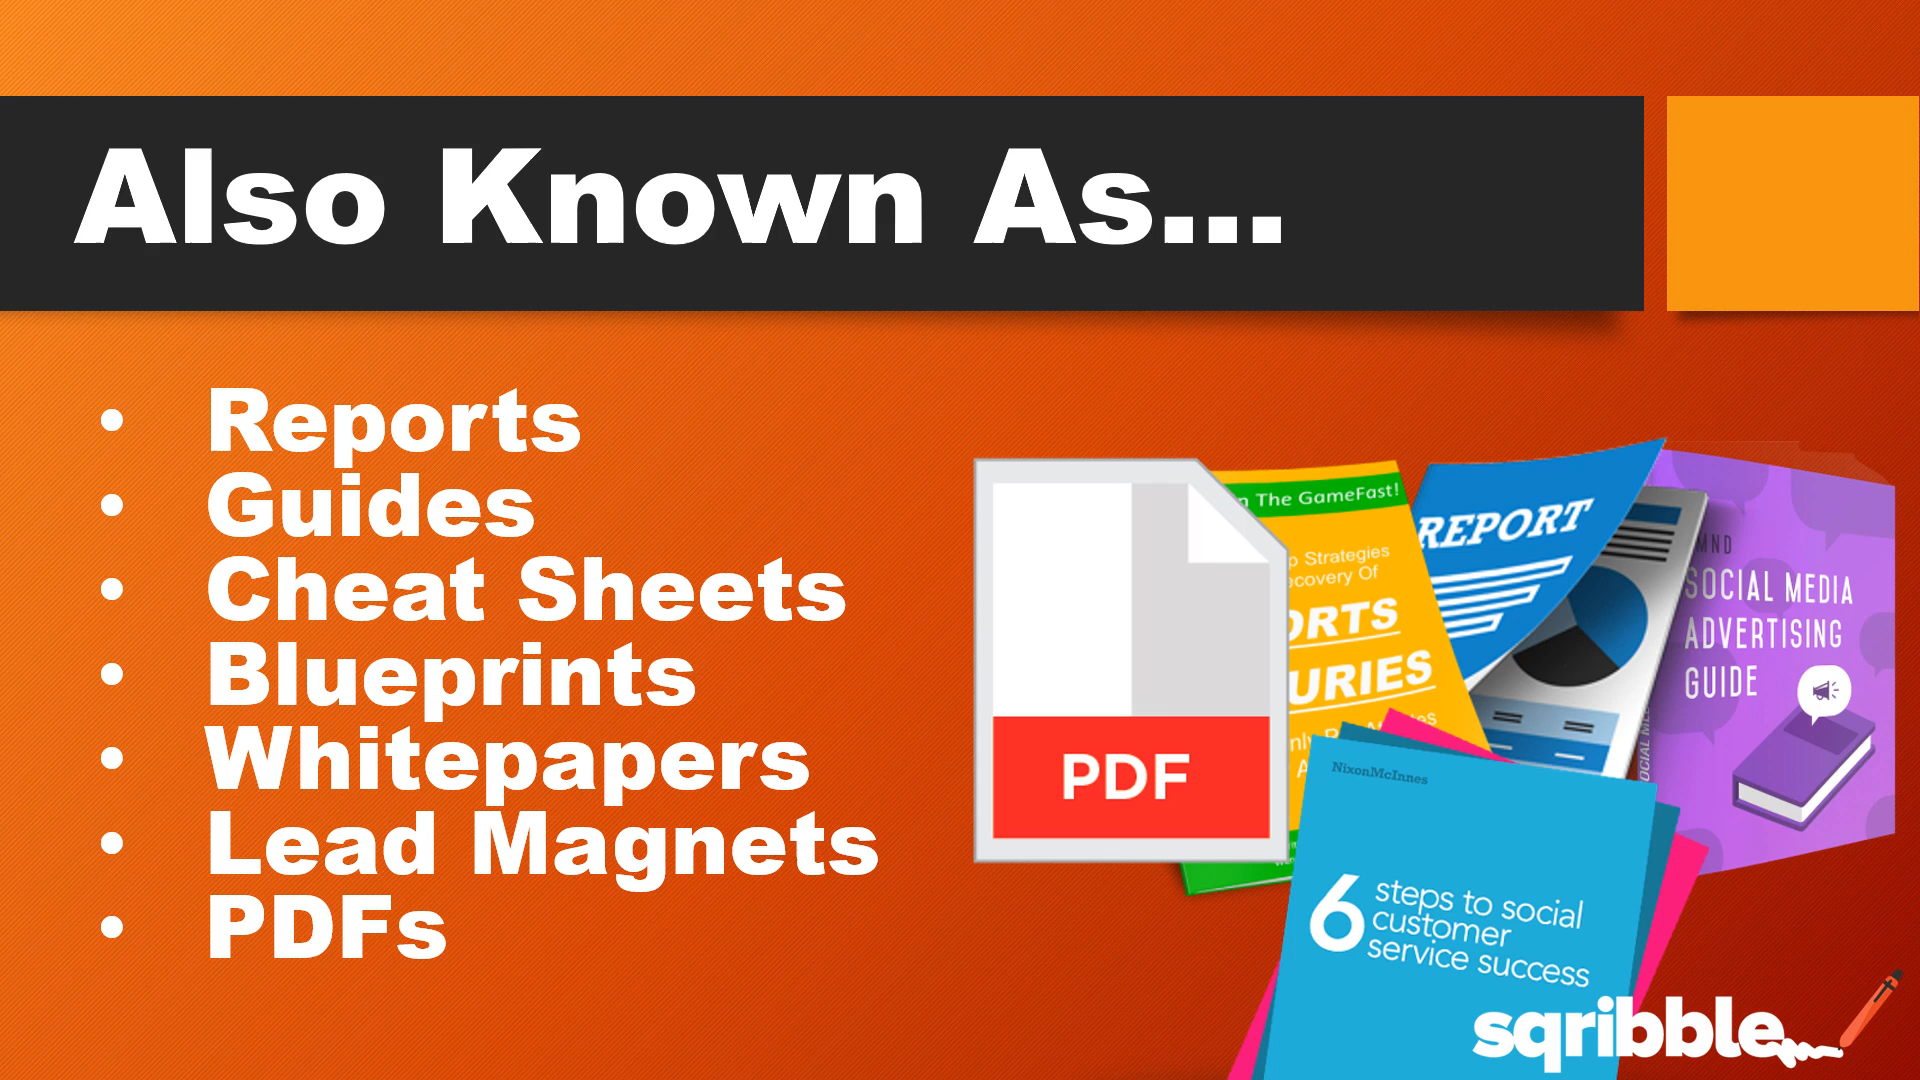 Also Known As...
• Reports
• Guides
• Cheat Sheets
• Blueprints
• Whitepapers
• Lead Magnets
• PDFs
PDF
The GameFast!
Strategies
Of
REPORT
SOCIAL MEDIA
ADVERTISING
GUIDE
NixonMcInnes
6 steps to social
customer
service success
sqribble